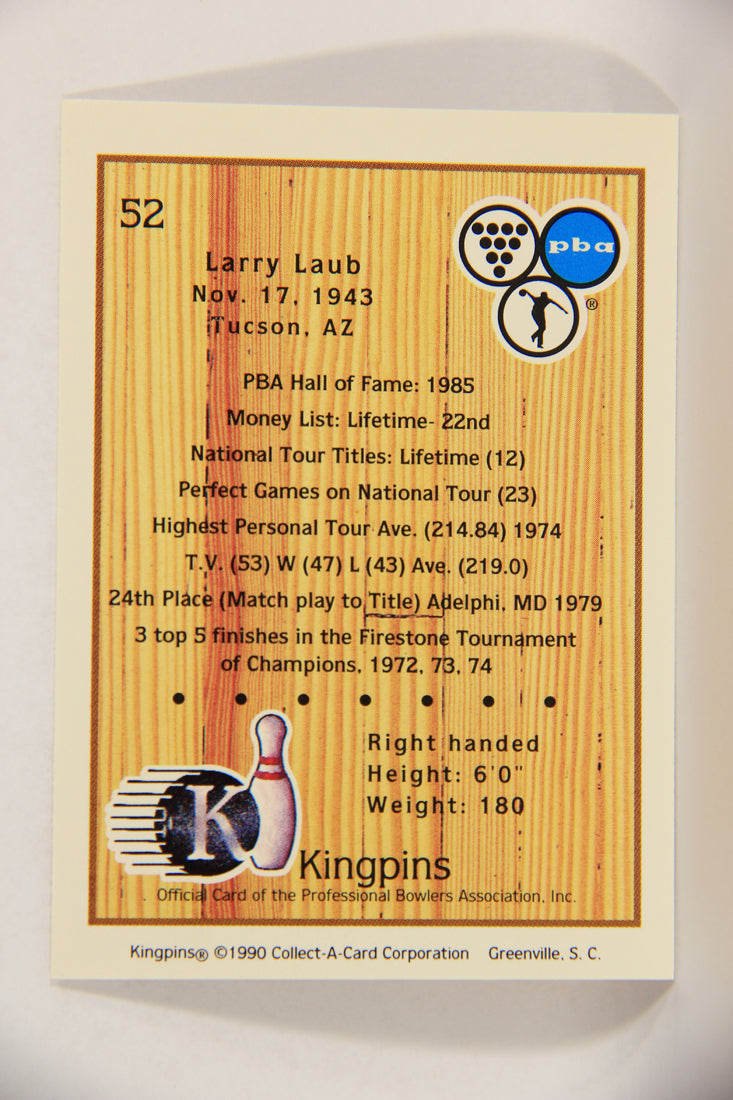 52
pba
®
Larry Laub
Nov. 17, 1943
Tucson, AZ
PBA Hall of Fame: 1985
Money List: Lifetime- 22nd
National Tour Titles: Lifetime (12)
Perfect Games on National Tour (23)
Highest Personal Tour Ave. (214.84) 1974
T.V. (53) W (47) L (43) Ave. (219.0)
24th Place (Match play to Title) Adelphi, MD 1979
3 top 5 finishes in the Firestone Tournament
of Champions, 1972, 73, 74
Right handed
Height: 6'0"
Weight: 180
K
Kingpins
Official Card of the Professional Bowlers Association, Inc.
Kingpins® ©1990 Collect-A-Card Corporation Greenville, S. C.